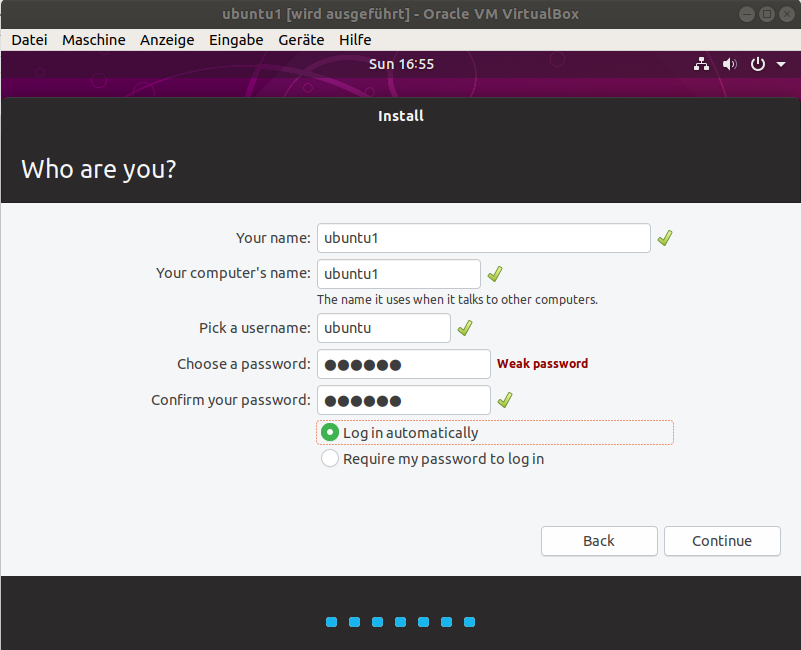 ubuntu1 [wird ausgeführt] - Oracle VM VirtualBox
Datei Maschine Anzeige Eingabe Geräte Hilfe
Sun 16:55
Install
Who are you?
Your name: ubuntu1
Your computer's name: ubuntu1
The name it uses when it talks to other computers.
Pick a username: ubuntu
Choose a password: ●●●●●● Weak password
Confirm your password: ●●●●●●
Log in automatically
Require my password to log in
Back Continue